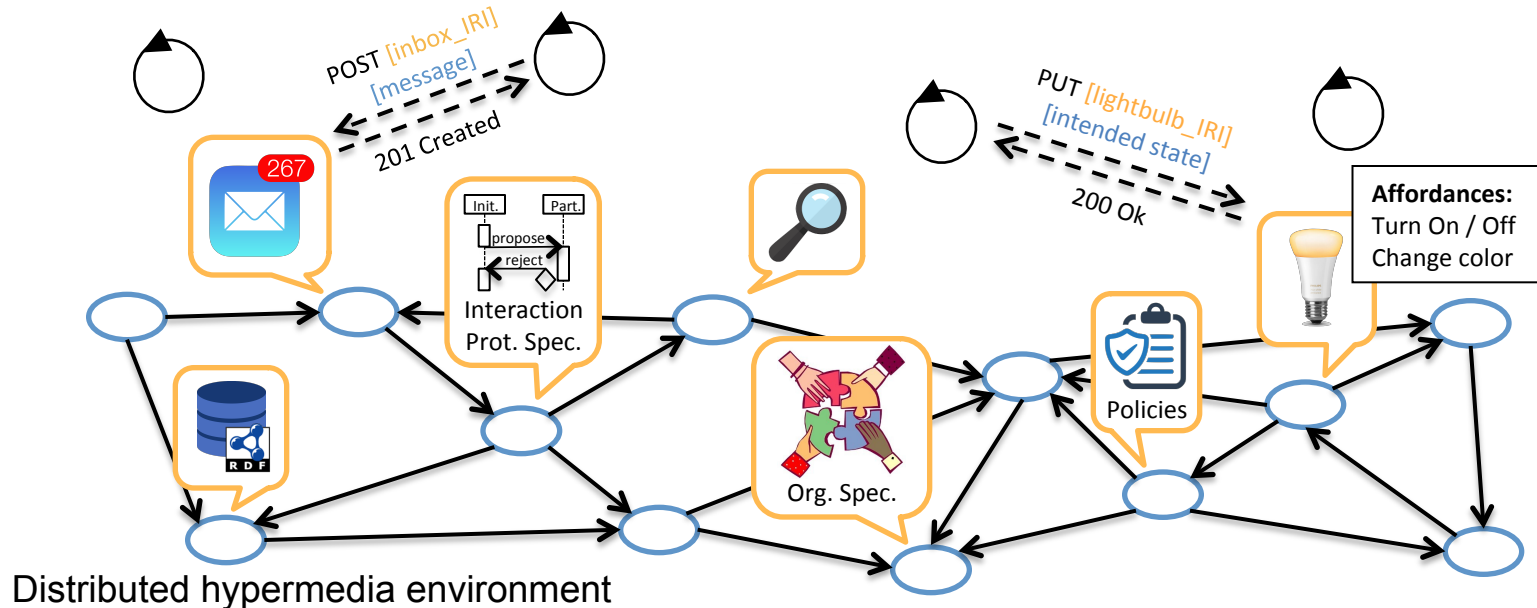 POST [inbox_IRI]
[message]
201 Created
PUT [lightbulb_IRI]
[intended state]
200 Ok
267
Init. Part.
propose
reject
Interaction
Prot. Spec.
Affordances:
Turn On / Off
Change color
Policies
RDF
Org. Spec.
Distributed hypermedia environment